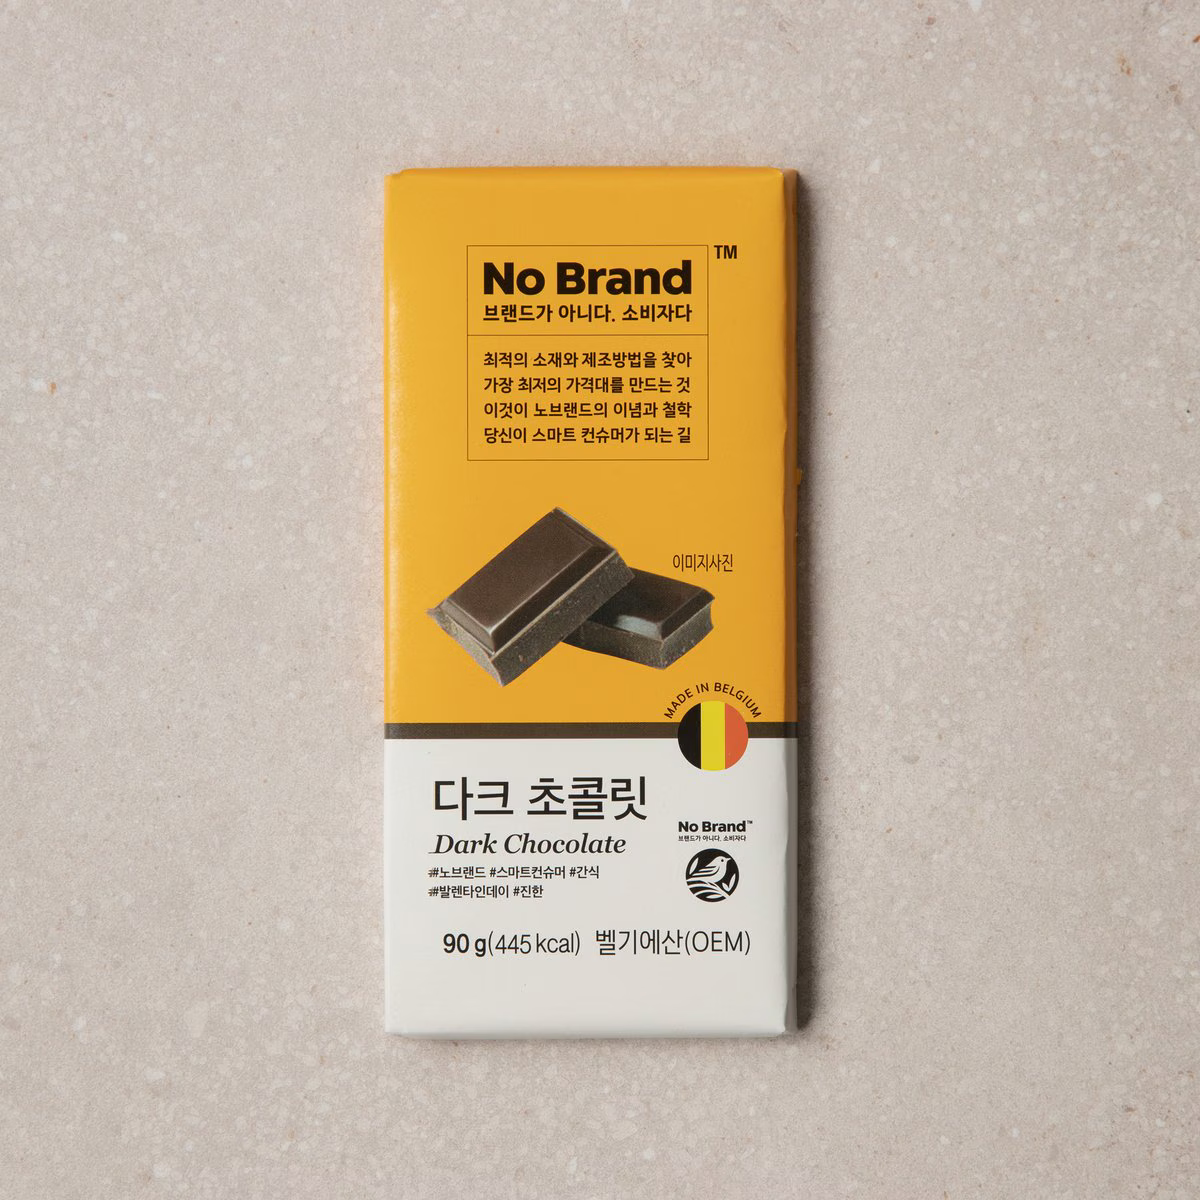 No Brand TM
브랜드가 아니다. 소비자다
최적의 소재와 제조방법을 찾아
가장 최저의 가격대를 만드는 것
이것이 노브랜드의 이념과 철학
당신이 스마트 컨슈머가 되는 길
이미지사진
MADE IN BELGIUM
다크 초콜릿
Dark Chocolate
#노브랜드 #스마트컨슈머 #간식
#발렌타인데이 #진한
No Brand™
브랜드가 아니다. 소비자다
90 g(445 kcal) 벨기에산(OEM)